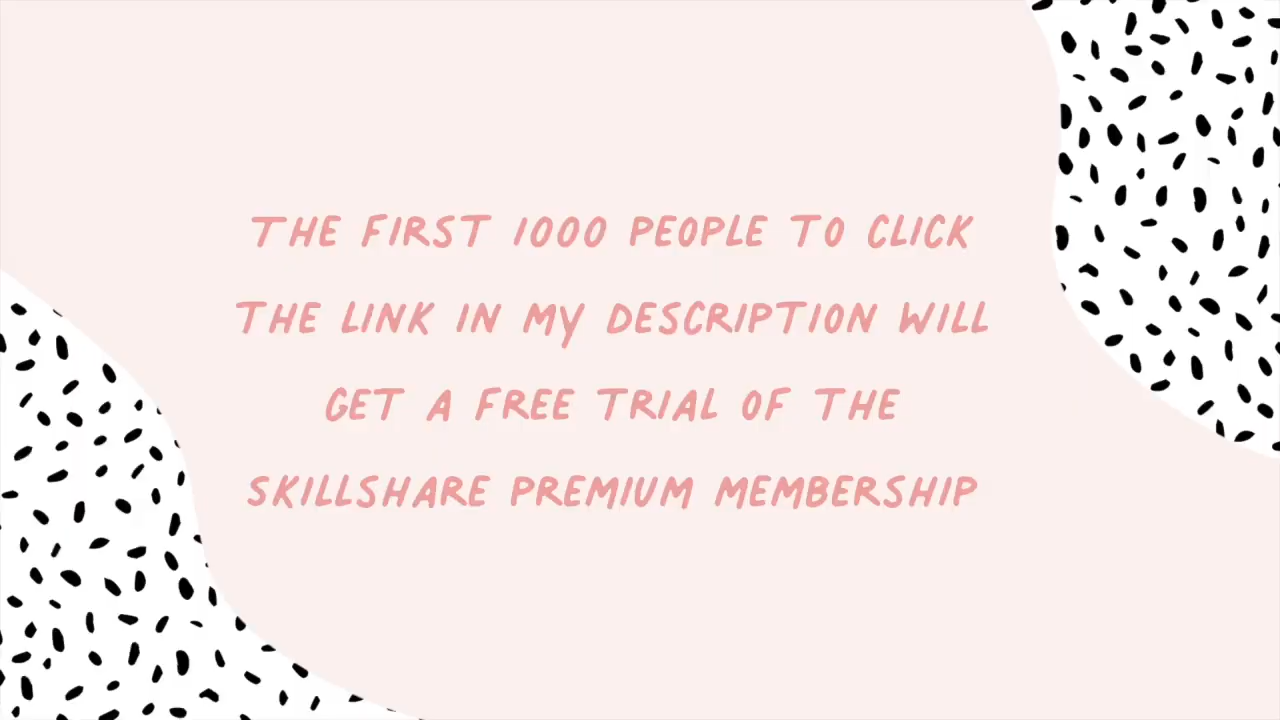 THE FIRST 1000 PEOPLE TO CLICK
THE LINK IN MY DESCRIPTION WILL
GET A FREE TRIAL OF THE
SKILLSHARE PREMIUM MEMBERSHIP